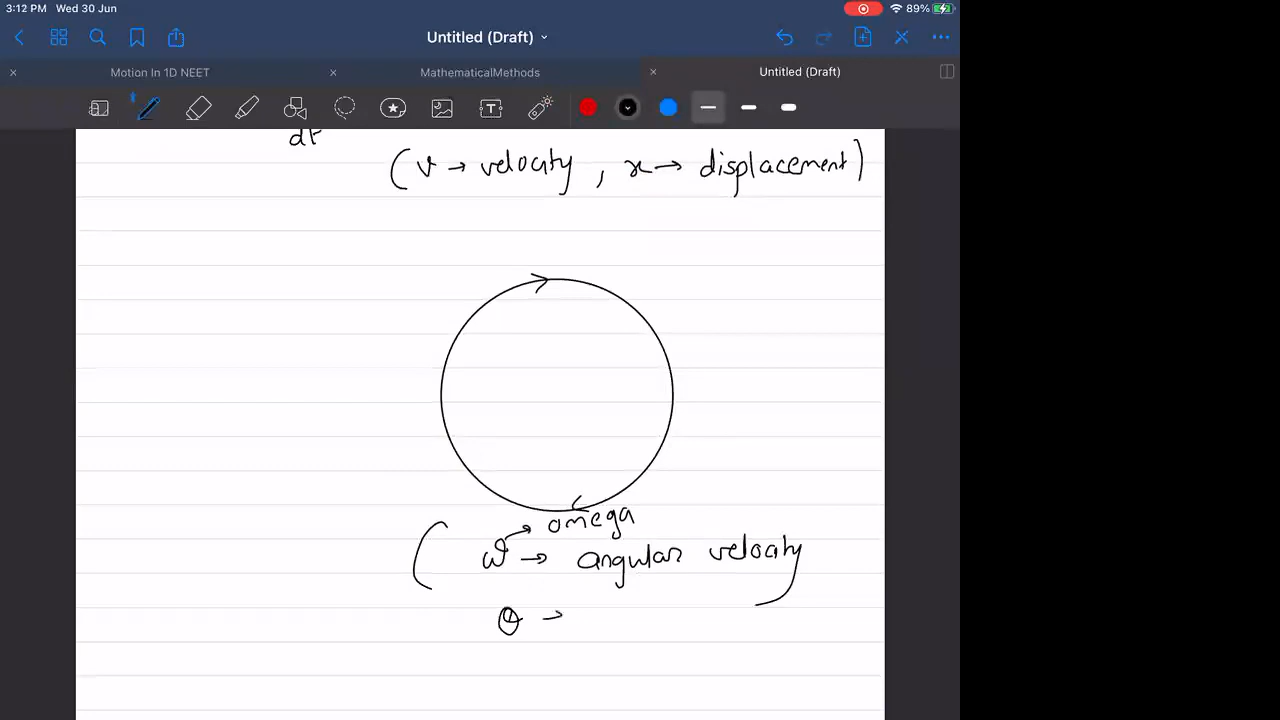 3:12 PM Wed 30 Jun
89%
Untitled (Draft)
Motion In 1D NEET
MathematicalMethods
Untitled (Draft)
dt
(v → velocity, x → displacement)
→ omega
(ω → angular velocity)
θ →